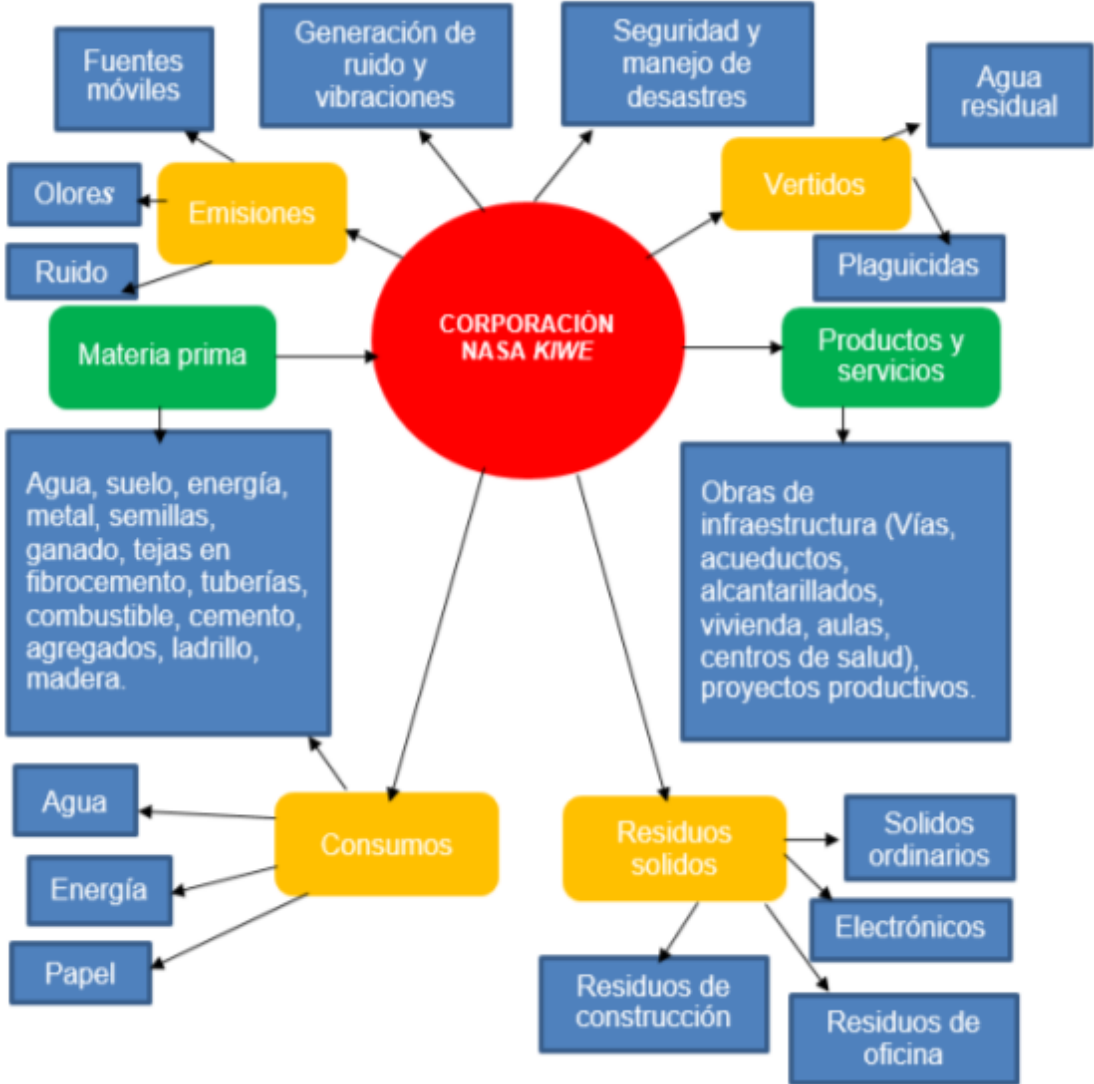 Fuentes
móviles
Generación de
ruido y
vibraciones
Seguridad y
manejo de
desastres
Agua
residual
Olores
Emisiones
Vertidos
Ruido
Plaguicidas
Materia prima
CORPORACIÓN
NASA KIWE
Productos y
servicios
Agua, suelo, energía,
metal, semillas,
ganado, tejas en
fibrocemento, tuberías,
combustible, cemento,
agregados, ladrillo,
madera.
Obras de
infraestructura (Vías,
acueductos,
alcantarillados,
vivienda, aulas,
centros de salud),
proyectos productivos.
Agua
Consumos
Energía
Papel
Residuos
solidos
Solidos
ordinarios
Electrónicos
Residuos de
construcción
Residuos de
oficina